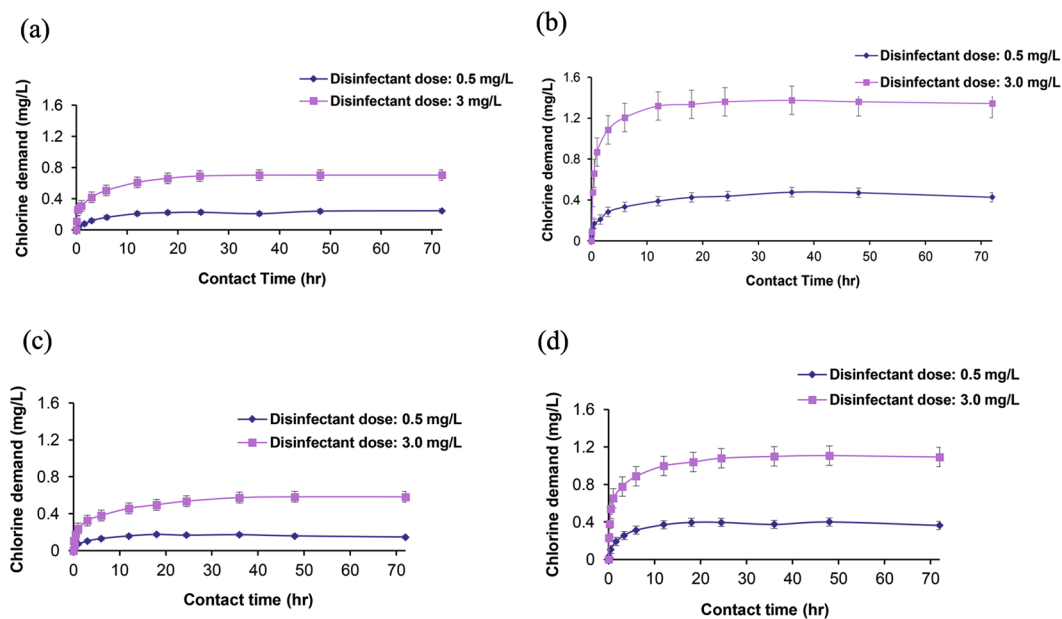 (a)
Disinfectant dose: 0.5 mg/L
Disinfectant dose: 3 mg/L
Chlorine demand (mg/L)
1.6
1.2
0.8
0.4
0
0 10 20 30 40 50 60 70
Contact Time (hr)
(b)
Disinfectant dose: 0.5 mg/L
Disinfectant dose: 3.0 mg/L
Chlorine demand (mg/L)
1.6
1.2
0.8
0.4
0
0 10 20 30 40 50 60 70
Contact Time (hr)
(c)
Disinfectant dose: 0.5 mg/L
Disinfectant dose: 3.0 mg/L
Chlorine demand (mg/L)
1.6
1.2
0.8
0.4
0
0 10 20 30 40 50 60 70
Contact time (hr)
(d)
Disinfectant dose: 0.5 mg/L
Disinfectant dose: 3.0 mg/L
Chlorine demand (mg/L)
1.6
1.2
0.8
0.4
0
0 10 20 30 40 50 60 70
Contact time (hr)